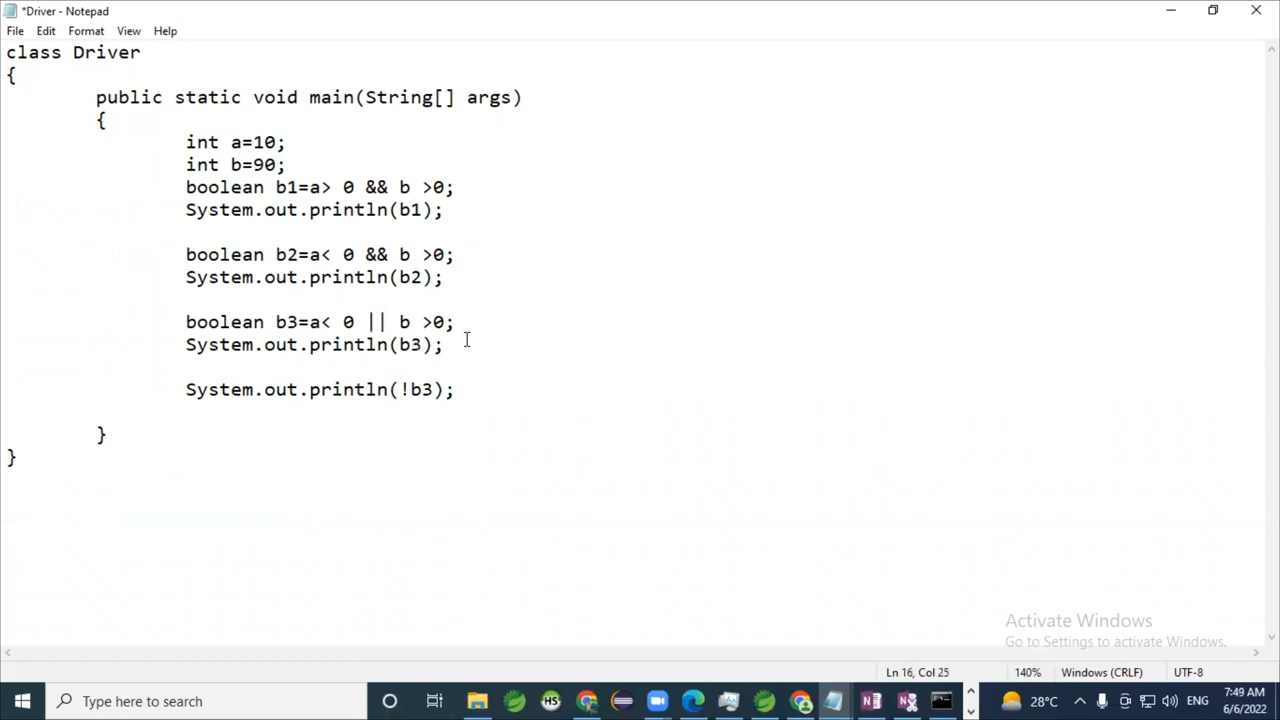 *Driver - Notepad
File Edit Format View Help
class Driver
{
public static void main(String[] args)
{
int a=10;
int b=90;
boolean b1=a> 0 && b >0;
System.out.println(b1);
boolean b2=a< 0 && b >0;
System.out.println(b2);
boolean b3=a< 0 || b >0;
System.out.println(b3);
System.out.println(!b3);
}
}
Activate Windows
Go to Settings to activate Windows.
Ln 16, Col 25 140% Windows (CRLF) UTF-8
Type here to search HS 28°C ENG 7:49 AM
6/6/2022